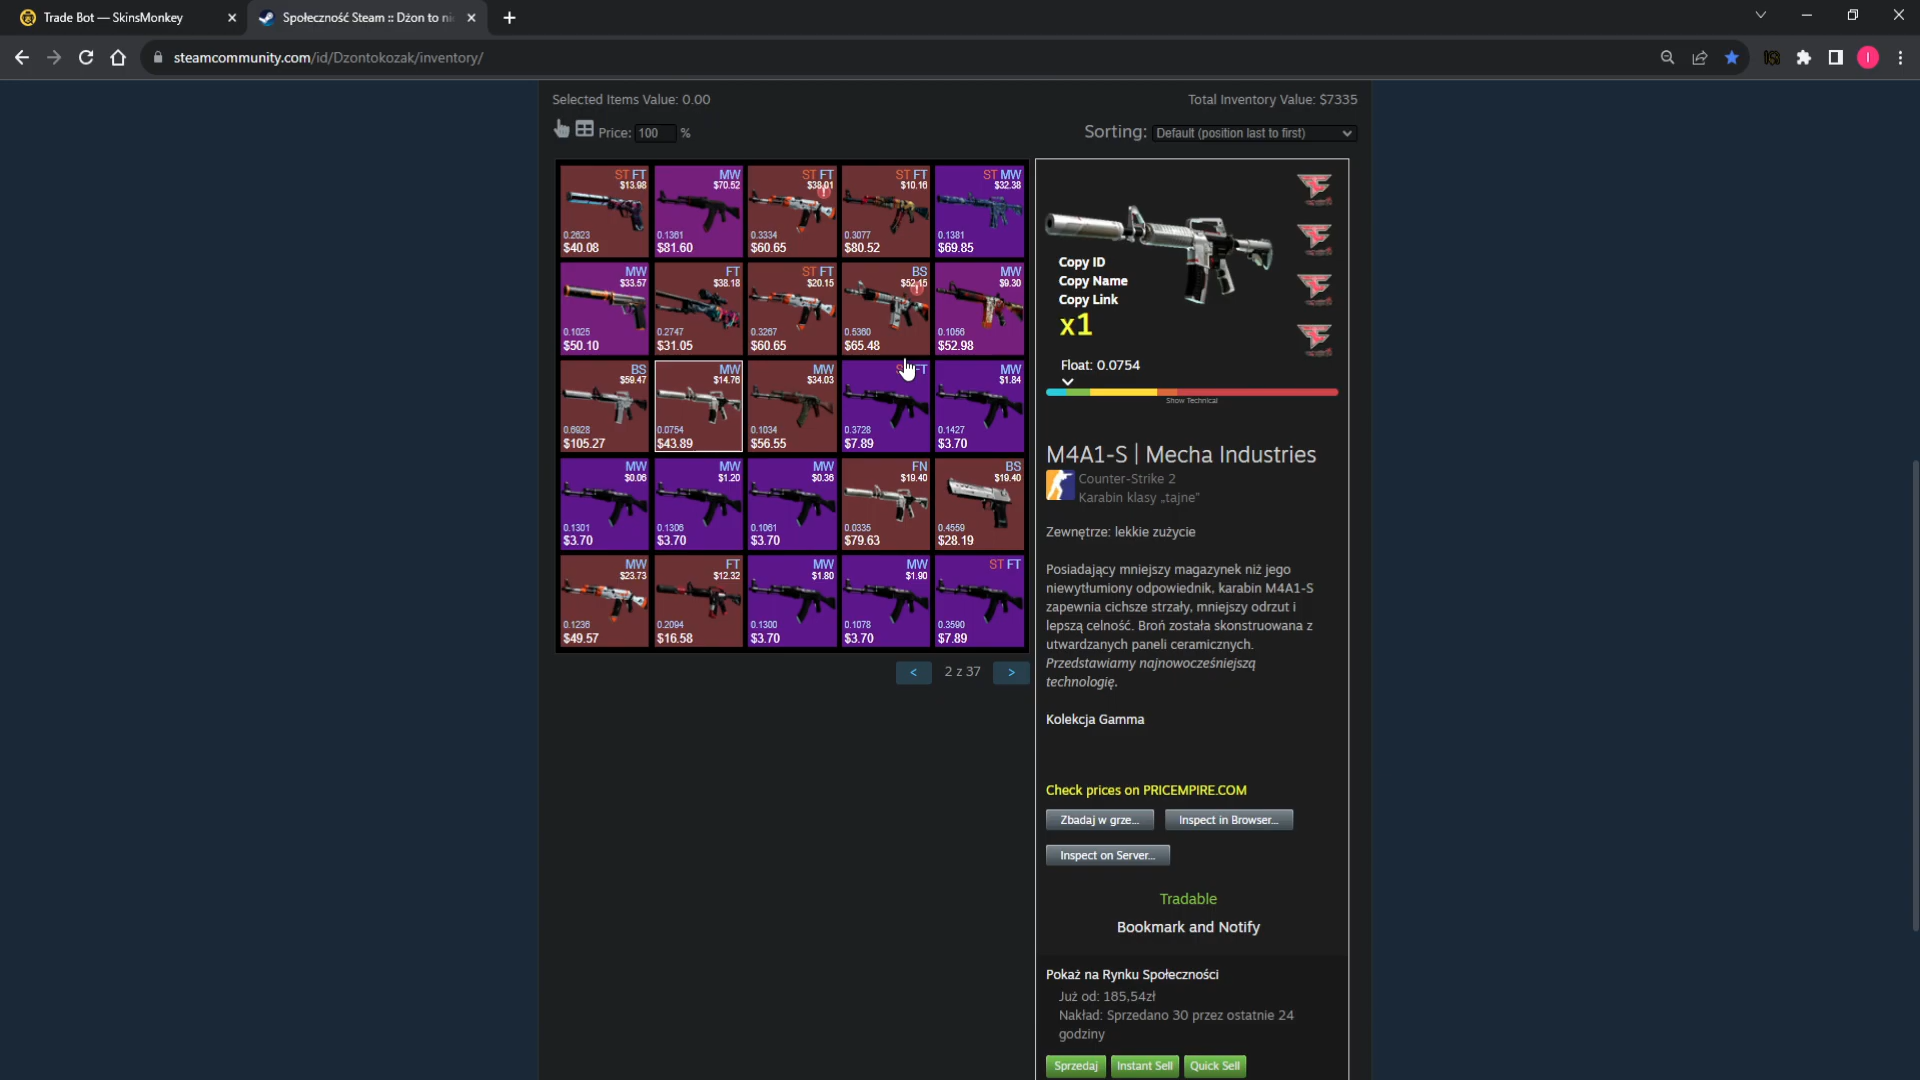 Trade Bot — SkinsMonkey
Społeczność Steam :: Dżon to ni
steamcommunity.com/id/Dzontokozak/inventory/
Selected Items Value: 0.00
Total Inventory Value: $7335
Price: 100 %
Sorting: Default (position last to first)
ST FT $13.98 0.2623 $40.08
MW $70.52 0.1361 $81.60
ST FT $38.01 0.3334 $60.65
ST FT $10.16 0.3077 $80.52
ST MW $32.38 0.1381 $69.85
MW $33.57 0.1025 $50.10
FT $38.18 0.2747 $31.05
ST FT $20.15 0.3267 $60.65
BS $52.15 0.5360 $65.48
MW $9.30 0.1056 $52.98
BS $59.47 0.6928 $105.27
MW $14.76 0.0754 $43.89
MW $34.03 0.1034 $56.55
FT 0.3728 $7.89
MW $1.84 0.1427 $3.70
MW $0.06 0.1301 $3.70
MW $1.20 0.1306 $3.70
MW $0.36 0.1061 $3.70
FN $19.40 0.0335 $79.63
BS $19.40 0.4559 $28.19
MW $23.73 0.1236 $49.57
FT $12.32 0.2094 $16.58
MW $1.80 0.1300 $3.70
MW $1.90 0.1078 $3.70
ST FT 0.3590 $7.89
< 2 z 37 >
Copy ID
Copy Name
Copy Link
x1
Float: 0.0754
Show Technical
M4A1-S | Mecha Industries
Counter-Strike 2
Karabin klasy „tajne”
Zewnętrze: lekkie zużycie
Posiadający mniejszy magazynek niż jego
niewytłumiony odpowiednik, karabin M4A1-S
zapewnia cichsze strzały, mniejszy odrzut i
lepszą celność. Broń została skonstruowana z
utwardzanych paneli ceramicznych.
Przedstawiamy najnowocześniejszą
technologię.
Kolekcja Gamma
Check prices on PRICEMPIRE.COM
Zbadaj w grze...
Inspect in Browser...
Inspect on Server...
Tradable
Bookmark and Notify
Pokaż na Rynku Społeczności
Już od: 185,54zł
Nakład: Sprzedano 30 przez ostatnie 24
godziny
Sprzedaj
Instant Sell
Quick Sell